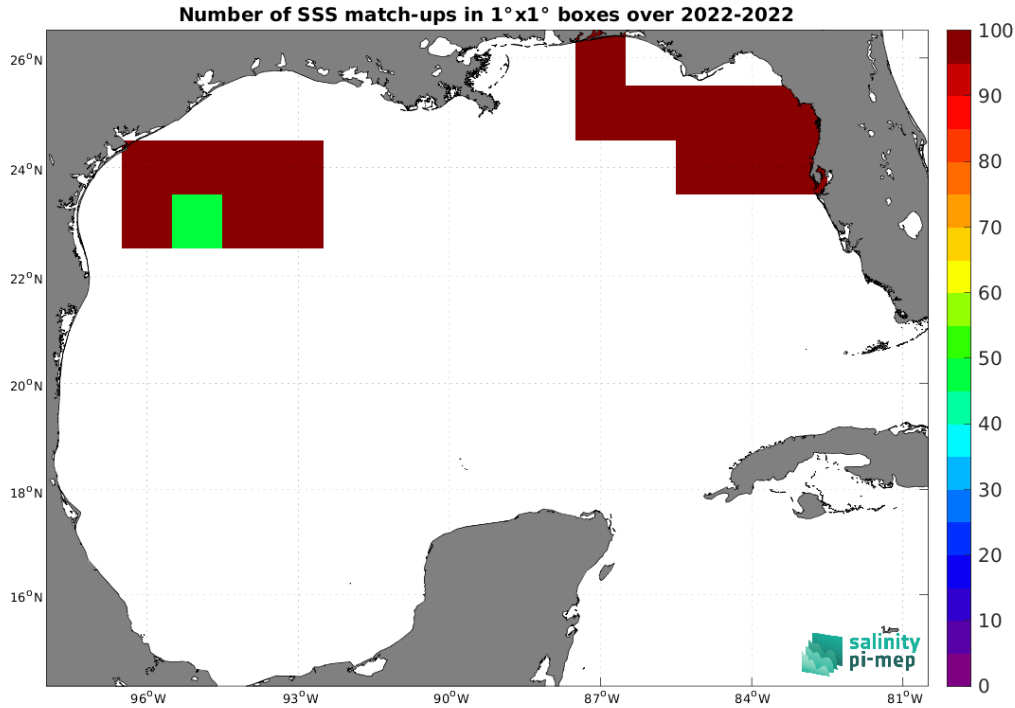 Number of SSS match-ups in 1°x1° boxes over 2022-2022
26°N
24°N
22°N
20°N
18°N
16°N
96°W
93°W
90°W
87°W
84°W
81°W
100
90
80
70
60
50
40
30
20
10
0
salinity
pi-mep